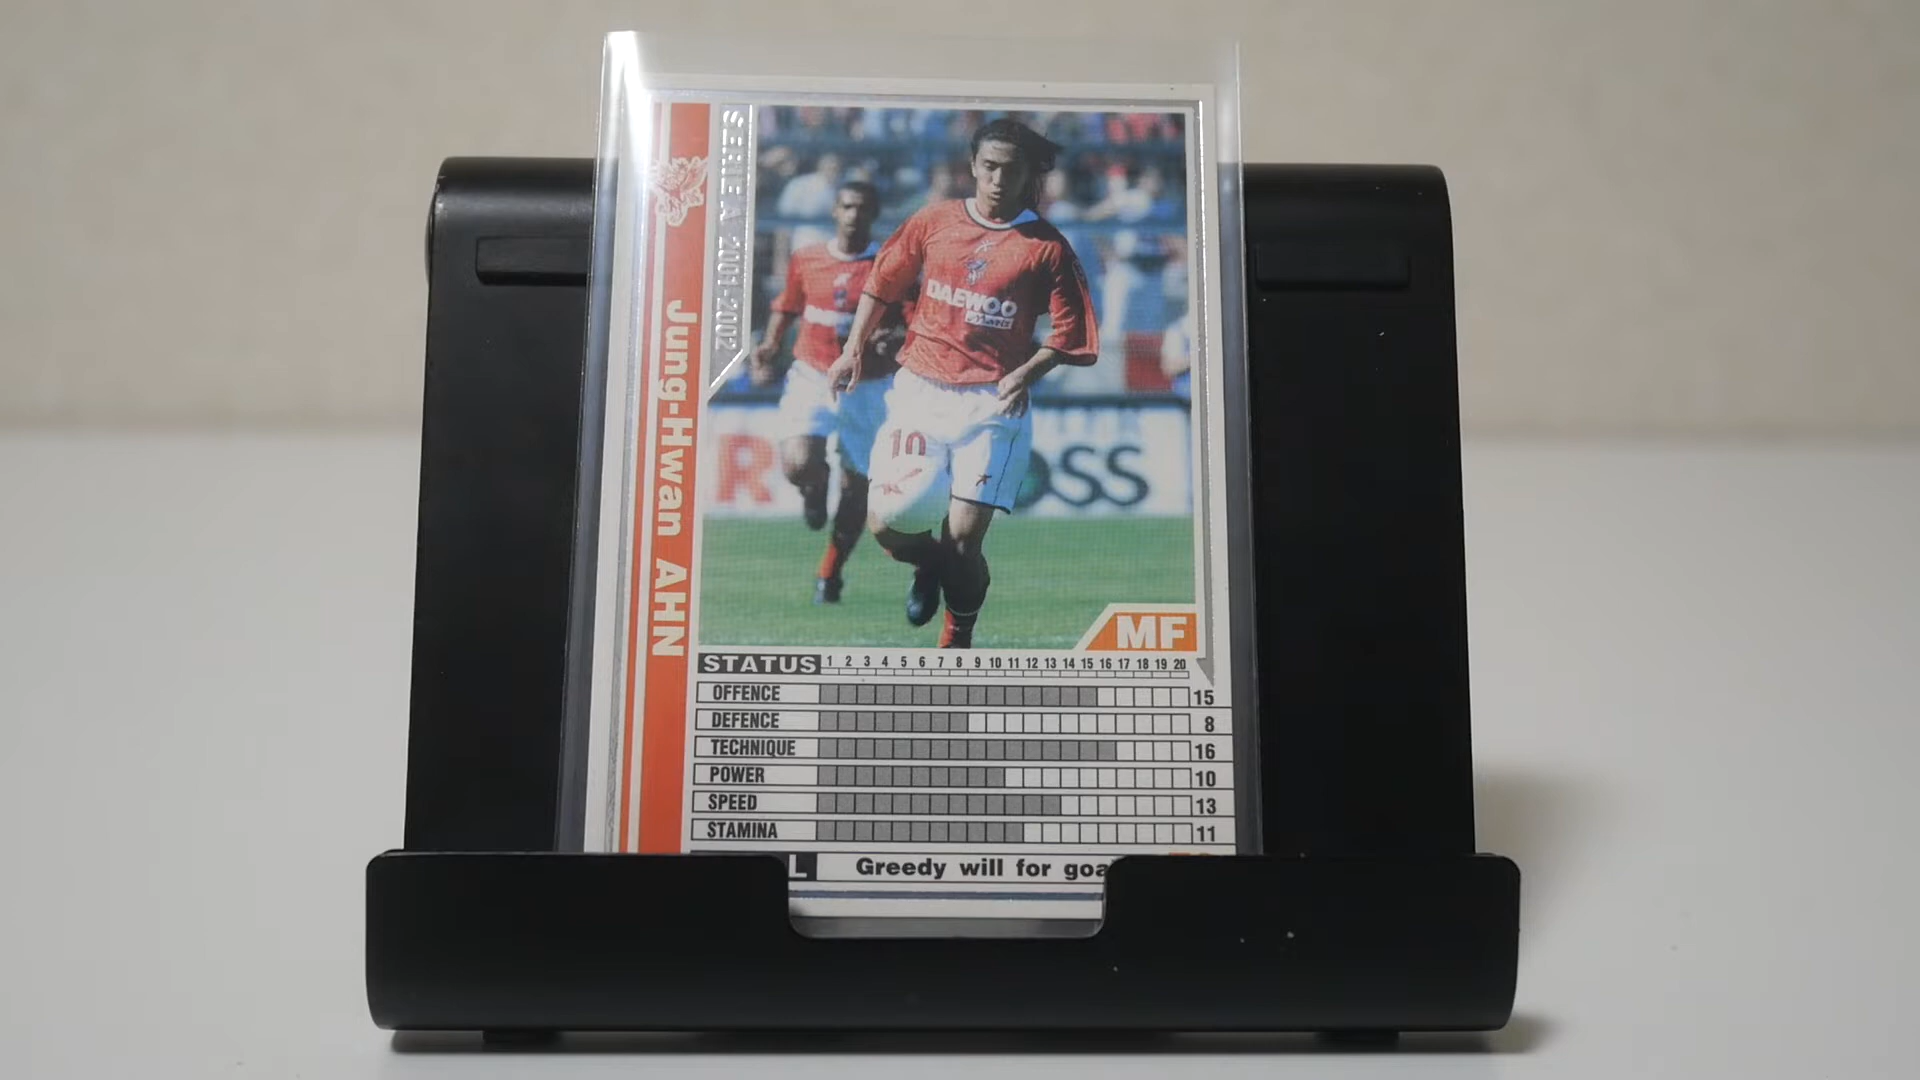 SERIE A 2001-2002
Jung-Hwan AHN
DAEWOO
Matiz
10
R
OSS
MF
STATUS 1 2 3 4 5 6 7 8 9 10 11 12 13 14 15 16 17 18 19 20
OFFENCE 15
DEFENCE 8
TECHNIQUE 16
POWER 10
SPEED 13
STAMINA 11
L Greedy will for goa